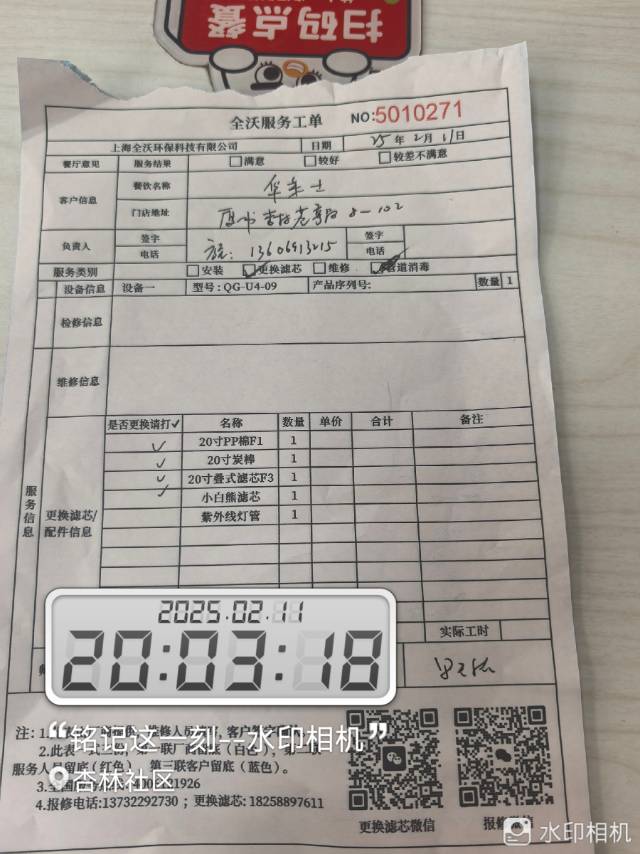 扫码点餐
全沃服务工单 NO:5010271
上海全沃环保科技有限公司 日期 25年2月11日
餐厅意见 服务结果 满意 较好 较差不满意
客户信息 餐饮名称 华莱士
门店地址 8-102
负责人 签字 签字
电话 13606913215 电话
服务类别 安装 更换滤芯 维修 管道消毒
设备信息 设备一 型号:QG-U4-09 产品序列号: 数量 1
检修信息
维修信息
服务信息 更换滤芯/配件信息
是否更换请打✓ 名称 数量 单价 合计 备注
✓ 20寸PP棉F1 1
✓ 20寸炭棒 1
✓ 20寸叠式滤芯F3 1
✓ 小白熊滤芯 1
紫外线灯管 1
实际工时
2025.02.11
20:03:18
“铭记这一刻-水印相机”
杏林社区
注:1.
2.此表
服务人员留底(红色)、第三联客户留底(蓝色)。
3.全国
4.报修电话:13732292730;更换滤芯:18258897611
更换滤芯微信
水印相机